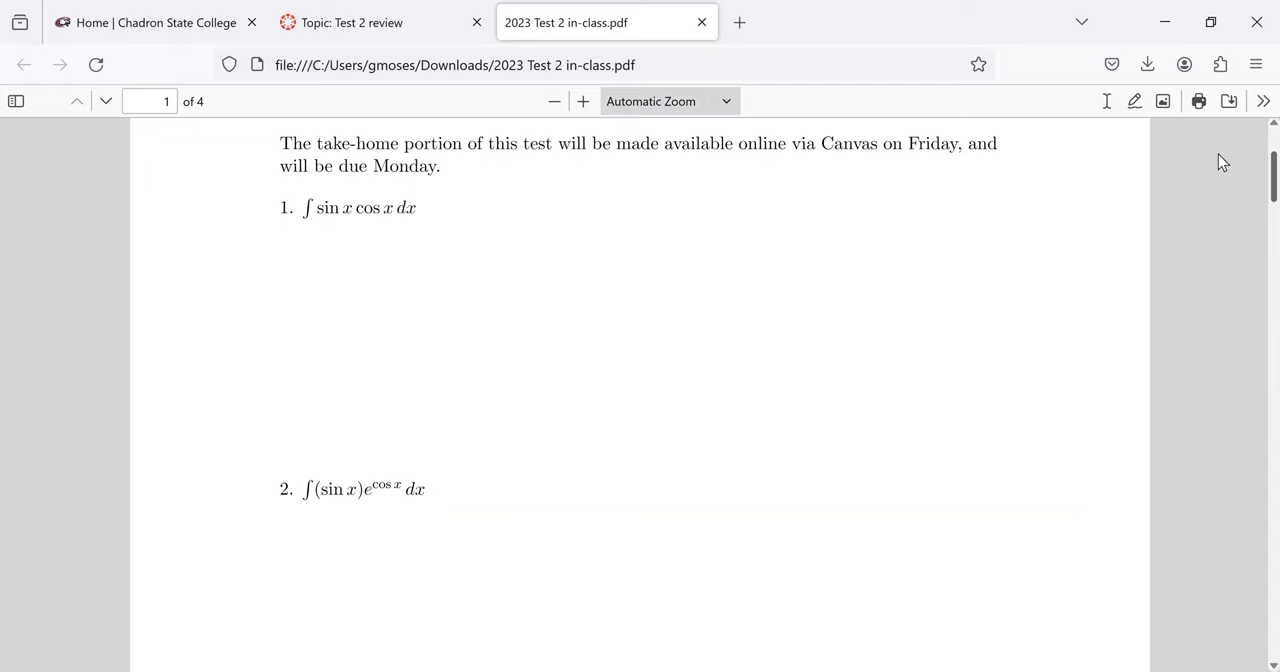 Home | Chadron State College
Topic: Test 2 review
2023 Test 2 in-class.pdf
file:///C:/Users/gmoses/Downloads/2023 Test 2 in-class.pdf
1 of 4
Automatic Zoom
The take-home portion of this test will be made available online via Canvas on Friday, and
will be due Monday.
1. ∫ sin x cos x dx
2. ∫(sin x)e^{cos x} dx